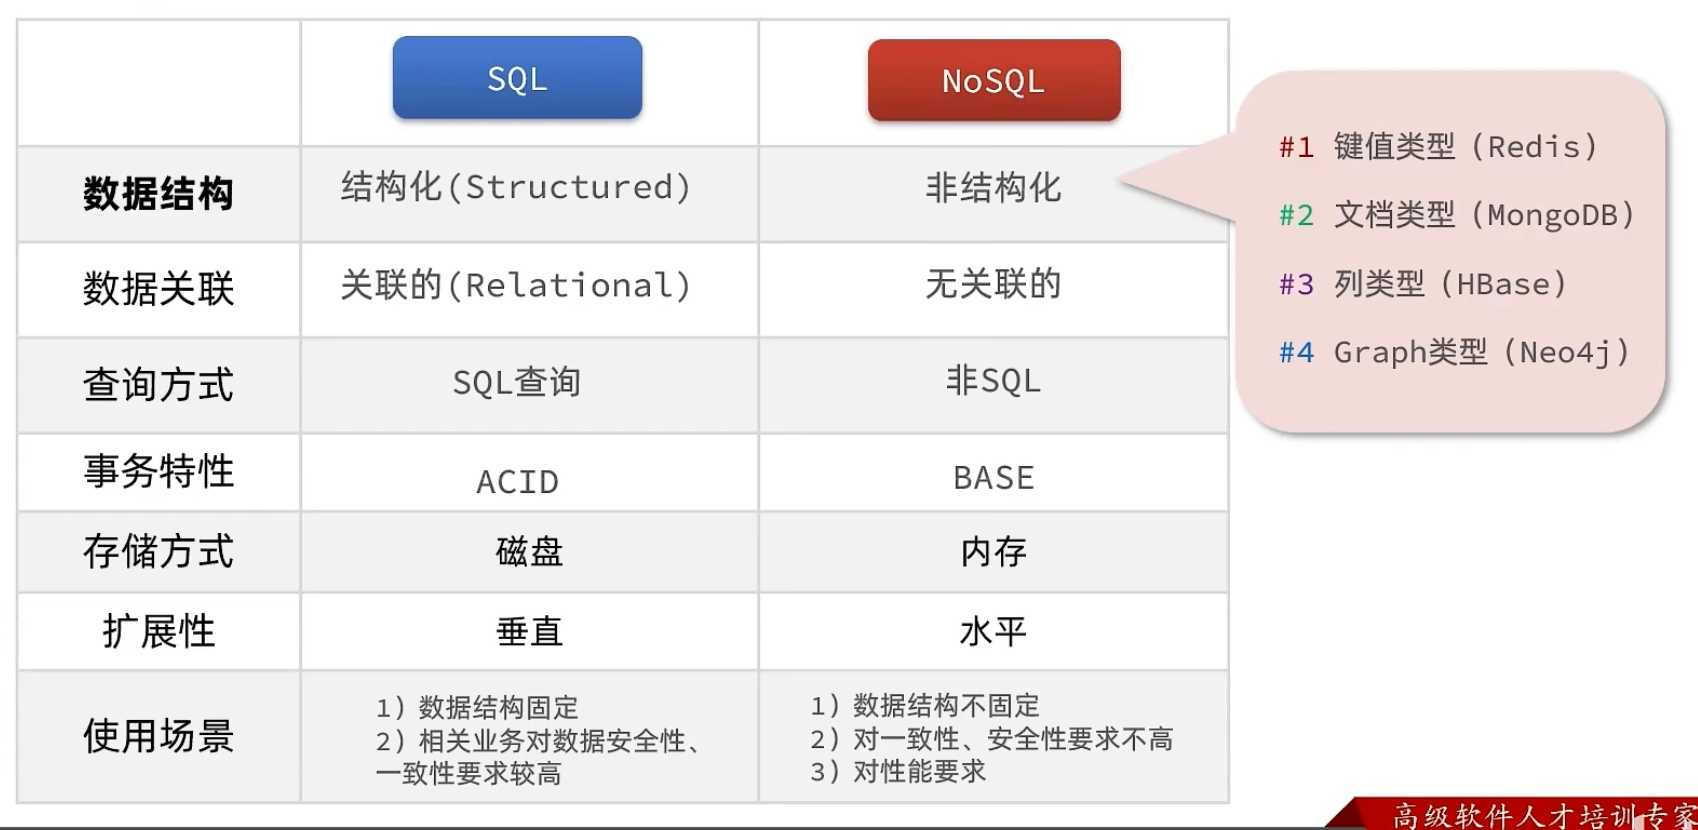 SQL
NoSQL
数据结构
结构化(Structured)
非结构化
数据关联
关联的(Relational)
无关联的
查询方式
SQL查询
非SQL
事务特性
ACID
BASE
存储方式
磁盘
内存
扩展性
垂直
水平
使用场景
1）数据结构固定
2）相关业务对数据安全性、
一致性要求较高
1）数据结构不固定
2）对一致性、安全性要求不高
3）对性能要求
#1 键值类型（Redis）
#2 文档类型（MongoDB）
#3 列类型（HBase）
#4 Graph类型（Neo4j）
高级软件人才培训专家